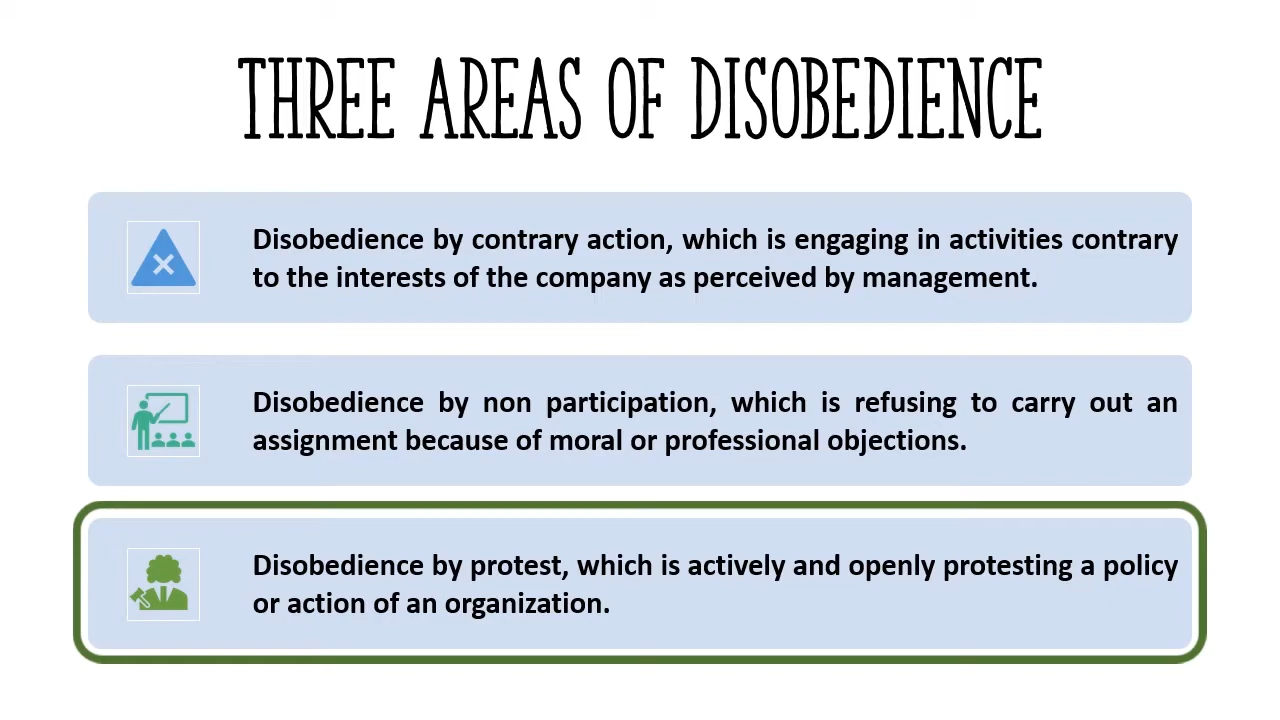 THREE AREAS OF DISOBEDIENCE
Disobedience by contrary action, which is engaging in activities contrary
to the interests of the company as perceived by management.
Disobedience by non participation, which is refusing to carry out an
assignment because of moral or professional objections.
Disobedience by protest, which is actively and openly protesting a policy
or action of an organization.